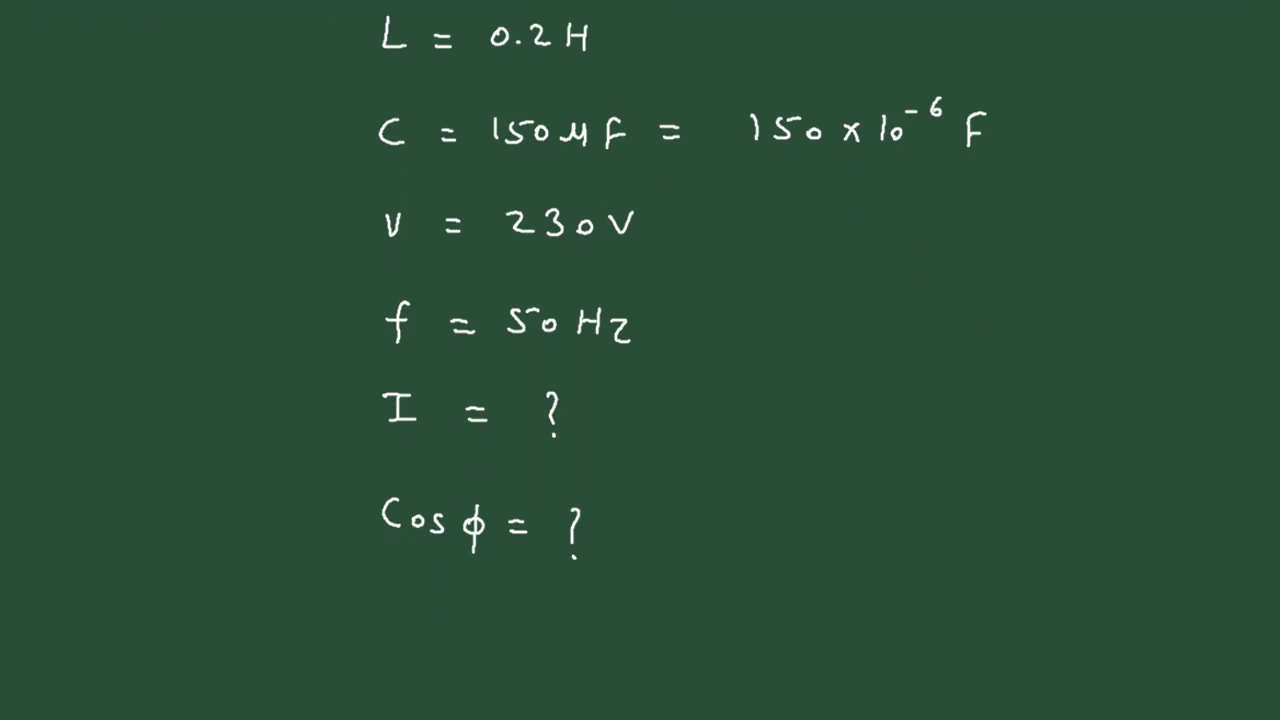 L = 0.2 H
C = 150 μF = 150 × 10⁻⁶ F
V = 230 V
f = 50 Hz
I = ?
Cos ϕ = ?